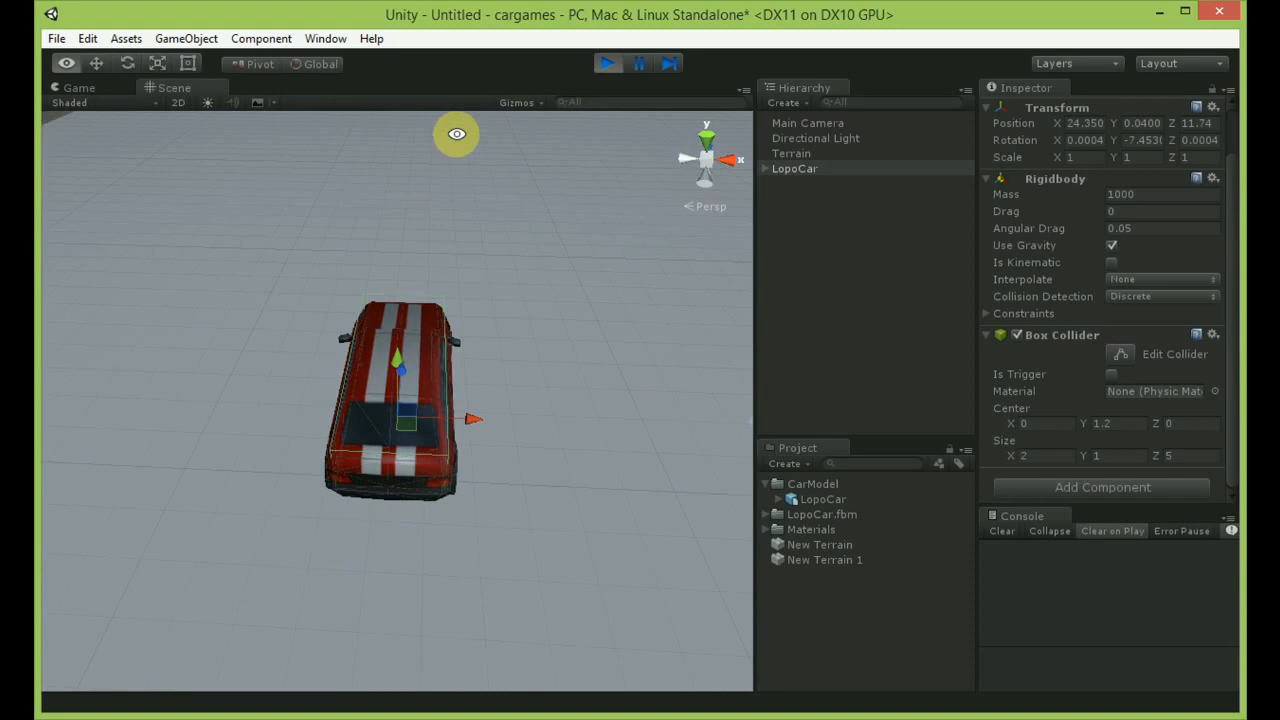 Unity - Untitled - cargames - PC, Mac & Linux Standalone* <DX11 on DX10 GPU>
File Edit Assets GameObject Component Window Help
Pivot Global Layers Layout
Game Scene
Shaded 2D Gizmos All
y
x
Persp
Hierarchy
Create All
Main Camera
Directional Light
Terrain
LopoCar
Project
Create
CarModel
LopoCar
LopoCar.fbm
Materials
New Terrain
New Terrain 1
Inspector
Transform
Position X 24.350 Y 0.0400 Z 11.74
Rotation X 0.0004 Y -7.453( Z 0.0004
Scale X 1 Y 1 Z 1
Rigidbody
Mass 1000
Drag 0
Angular Drag 0.05
Use Gravity
Is Kinematic
Interpolate None
Collision Detection Discrete
Constraints
Box Collider
Edit Collider
Is Trigger
Material None (Physic Mat
Center
X 0 Y 1.2 Z 0
Size
X 2 Y 1 Z 5
Add Component
Console
Clear Collapse Clear on Play Error Pause